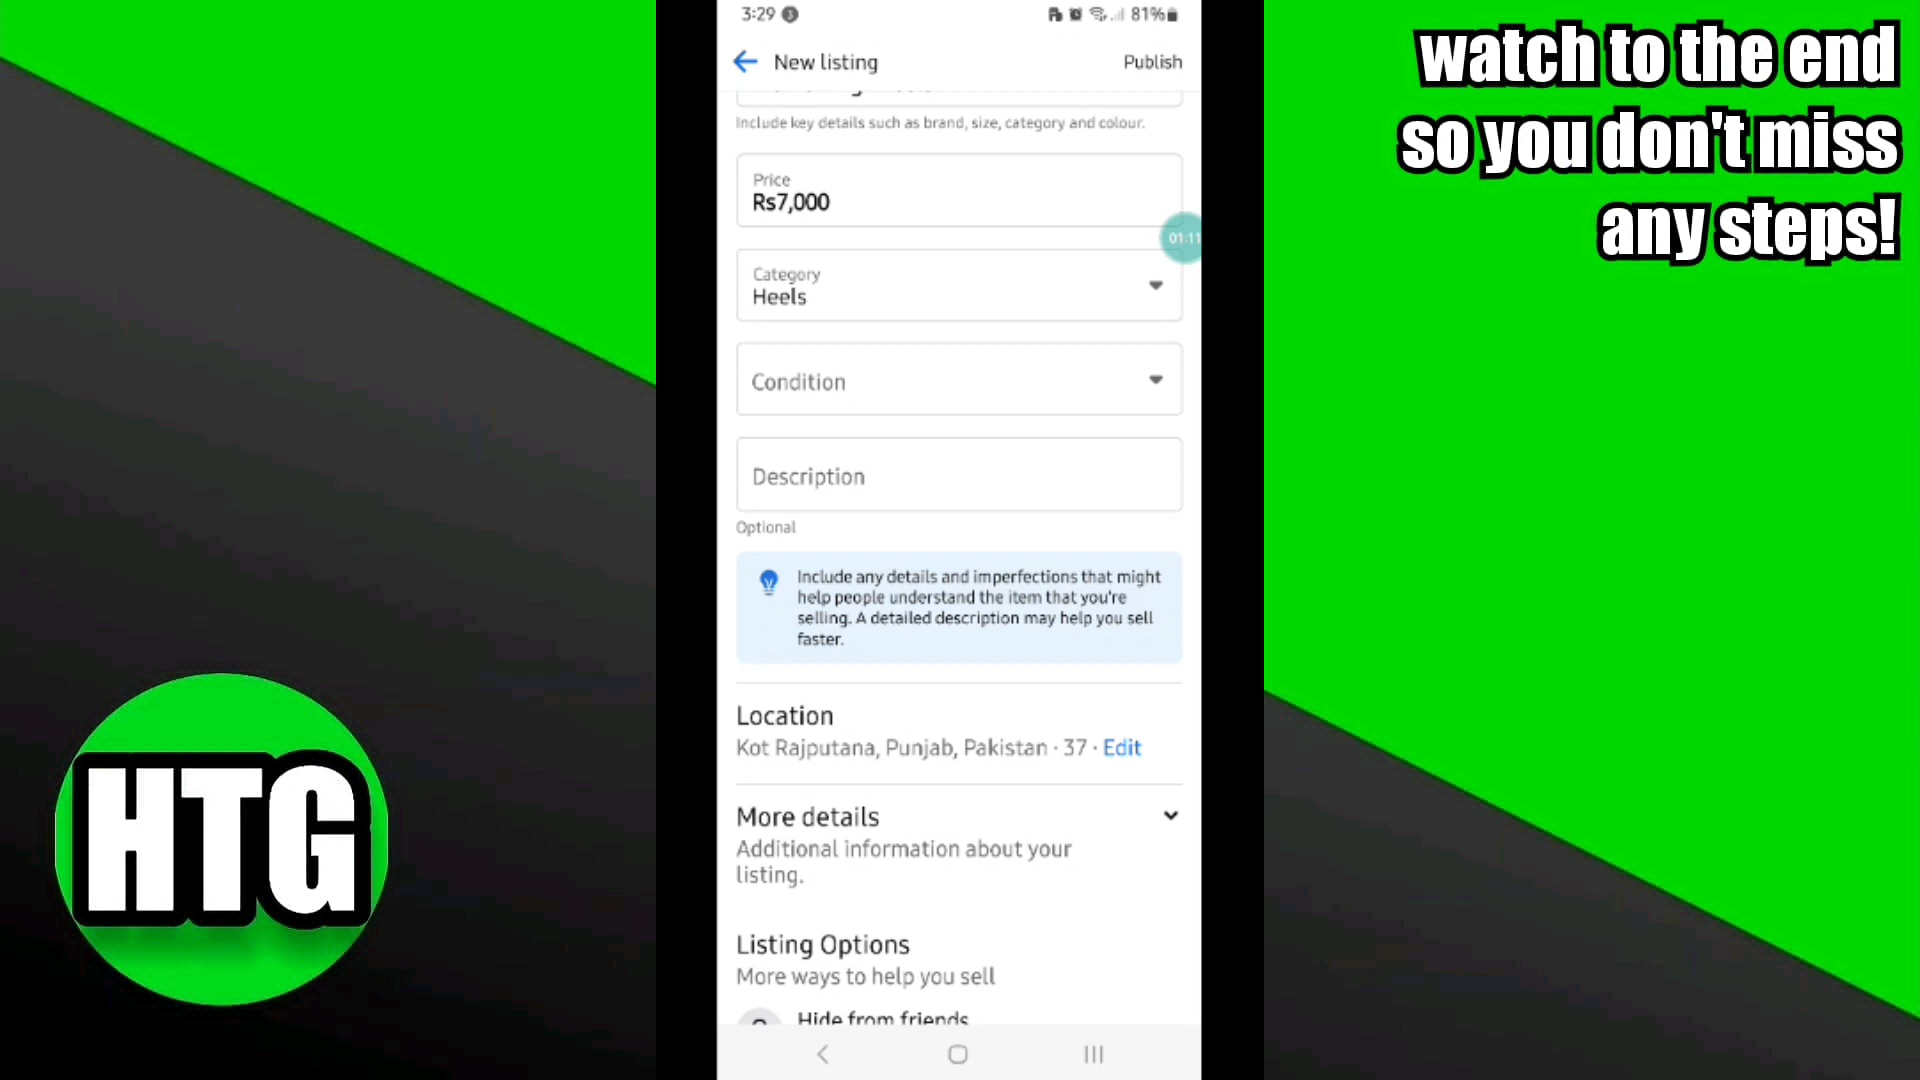 watch to the end
so you don't miss
any steps!
3:29
81%
New listing
Publish
Include key details such as brand, size, category and colour.
Price
Rs7,000
01:11
Category
Heels
Condition
Description
Optional
Include any details and imperfections that might
help people understand the item that you're
selling. A detailed description may help you sell
faster.
Location
Kot Rajputana, Punjab, Pakistan · 37 · Edit
More details
Additional information about your
listing.
Listing Options
More ways to help you sell
Hide from friends
HTG